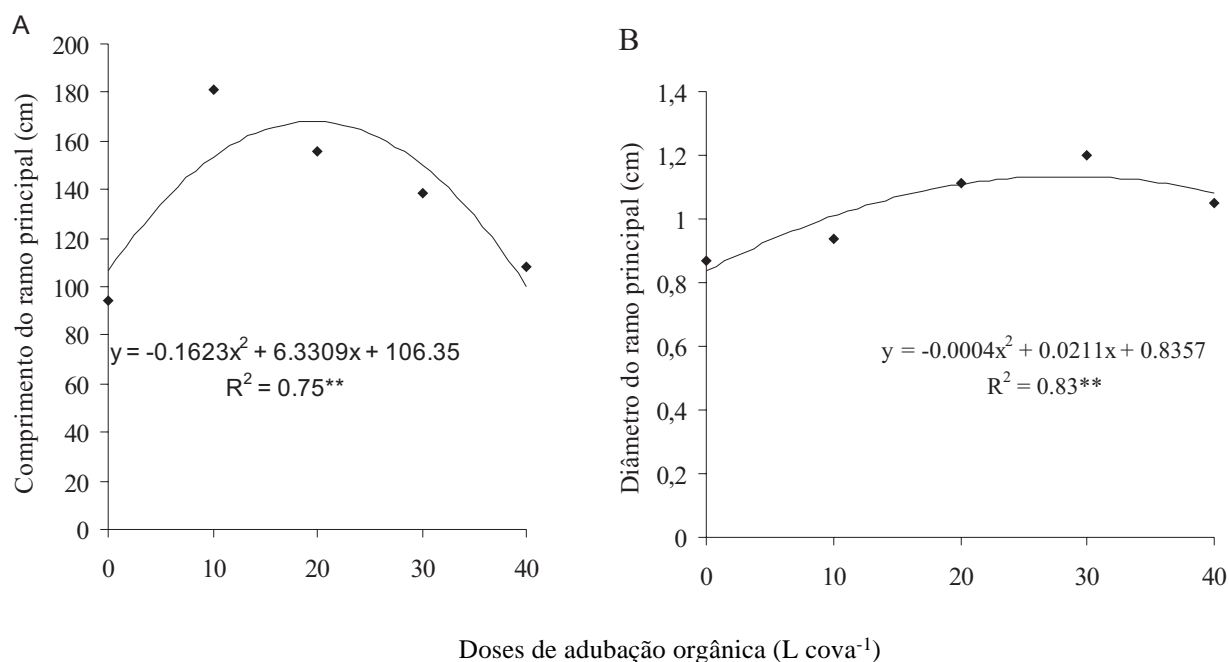 A
Comprimento do ramo principal (cm)
200
180
160
140
120
100
80
60
40
20
0
0 10 20 30 40
y = -0.1623x² + 6.3309x + 106.35
R² = 0.75**
B
Diâmetro do ramo principal (cm)
1,4
1,2
1
0,8
0,6
0,4
0,2
0
0 10 20 30 40
y = -0.0004x² + 0.0211x + 0.8357
R² = 0.83**
Doses de adubação orgânica (L cova⁻¹)